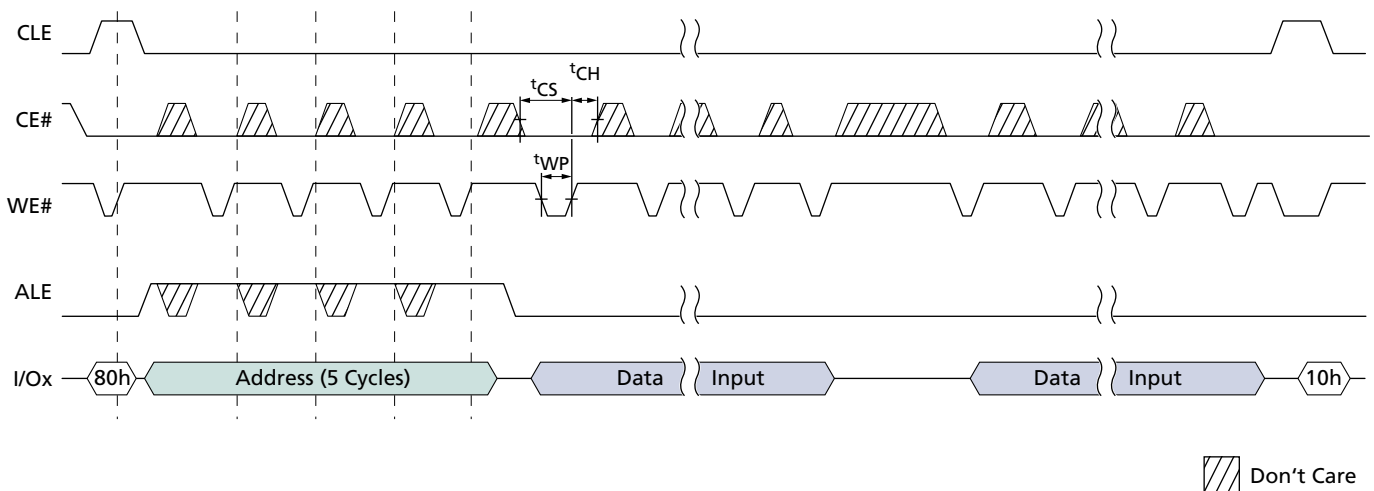 CLE
tCH
tCS
CE#
tWP
WE#
ALE
I/Ox 80h Address (5 Cycles) Data Input Data Input 10h
Don't Care